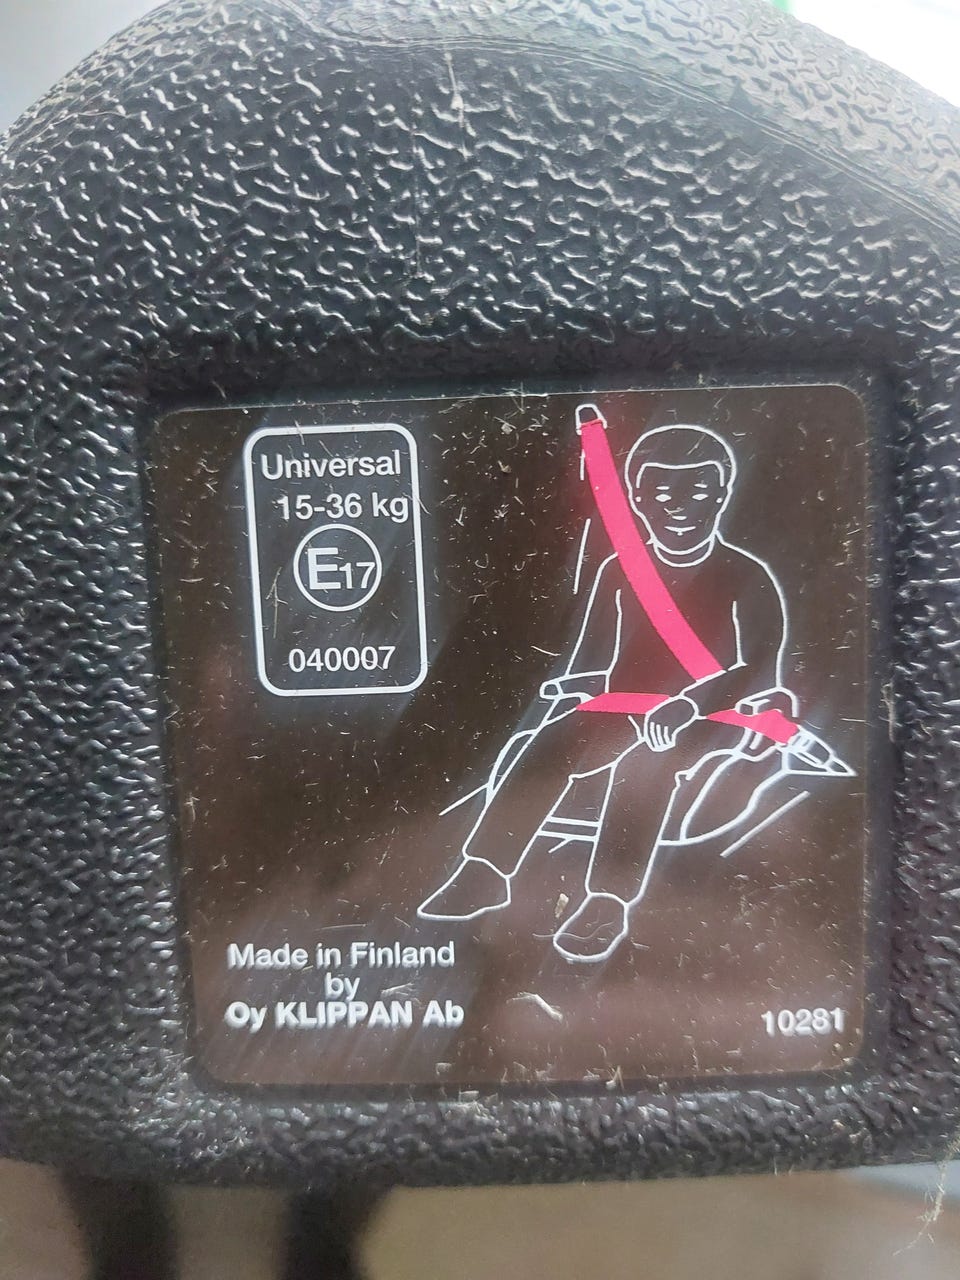 Universal
15-36 kg
E17
040007
Made in Finland
by
Oy KLIPPAN Ab
10281